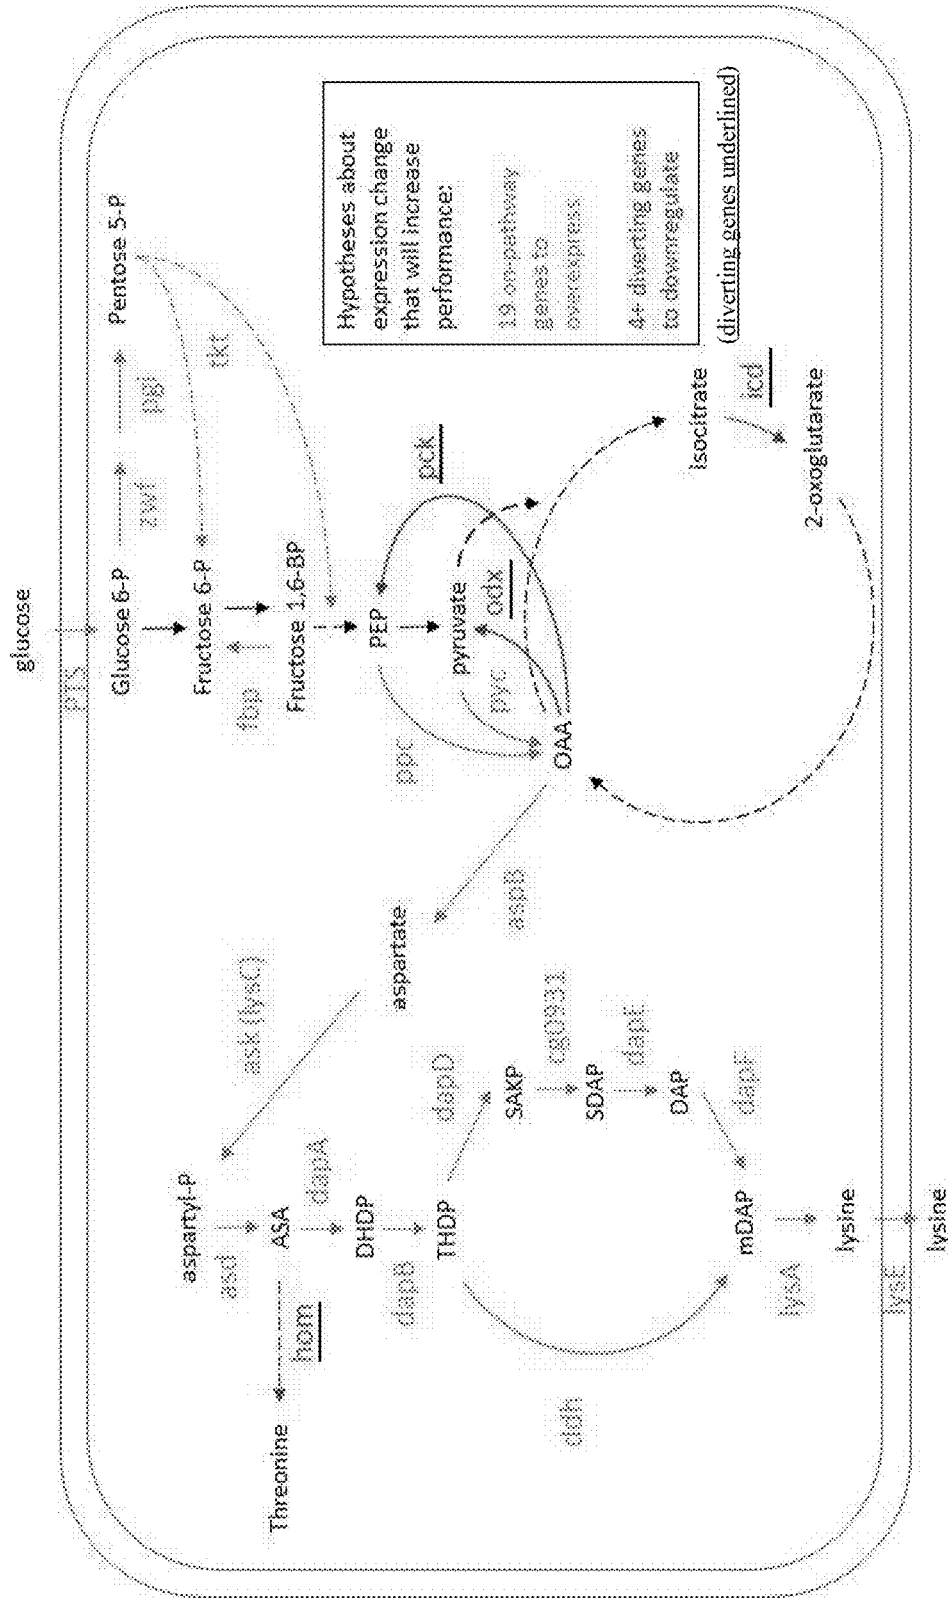 glucose
PTS
Glucose 6-P
zwf
pgl
Pentose 5-P
tkt
Fructose 6-P
fbp
Fructose 1,6-BP
PEP
pck
ppc
pyruvate
odx
pyc
OAA
isocitrate
icd
2-oxoglutarate
aspB
aspartate
ask (lysC)
aspartyl-P
asd
ASA
hom
Threonine
dapA
DHDP
dapB
THDP
dapD
SAKP
cg0931
SDAP
dapE
DAP
dapF
ddh
mDAP
lysA
lysine
lysE
lysine
Hypotheses about
expression change
that will increase
performance:
19 on-pathway
genes to
overexpress
4+ diverting genes
to downregulate
(diverting genes underlined)